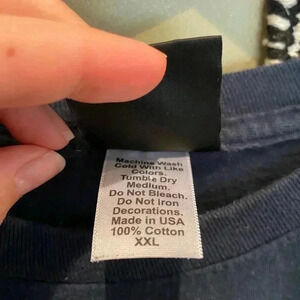 Machine Wash
Cold With Like
Colors.
Tumble Dry
Medium.
Do Not Bleach.
Do Not Iron
Decorations.
Made in USA
100% Cotton
XXL